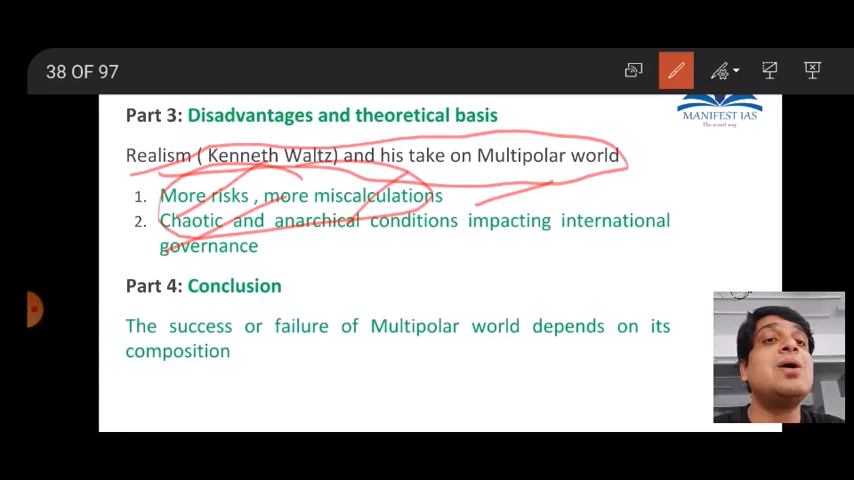 38 OF 97
Part 3: Disadvantages and theoretical basis
MANIFEST IAS
Realism ( Kenneth Waltz) and his take on Multipolar world
1. More risks , more miscalculations
2. Chaotic and anarchical conditions impacting international
governance
Part 4: Conclusion
The success or failure of Multipolar world depends on its
composition